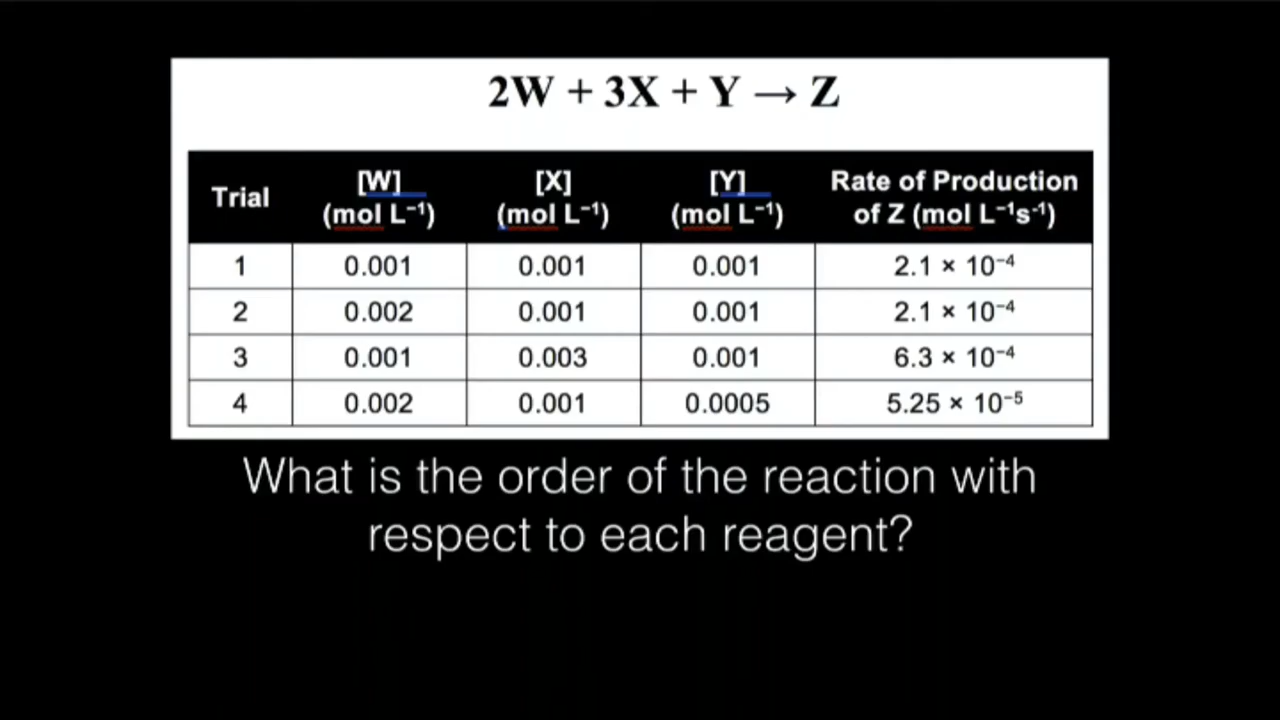 2W + 3X + Y → Z
Trial [W] (mol L⁻¹) [X] (mol L⁻¹) [Y] (mol L⁻¹) Rate of Production of Z (mol L⁻¹s⁻¹)
1 0.001 0.001 0.001 2.1 × 10⁻⁴
2 0.002 0.001 0.001 2.1 × 10⁻⁴
3 0.001 0.003 0.001 6.3 × 10⁻⁴
4 0.002 0.001 0.0005 5.25 × 10⁻⁵
What is the order of the reaction with
respect to each reagent?